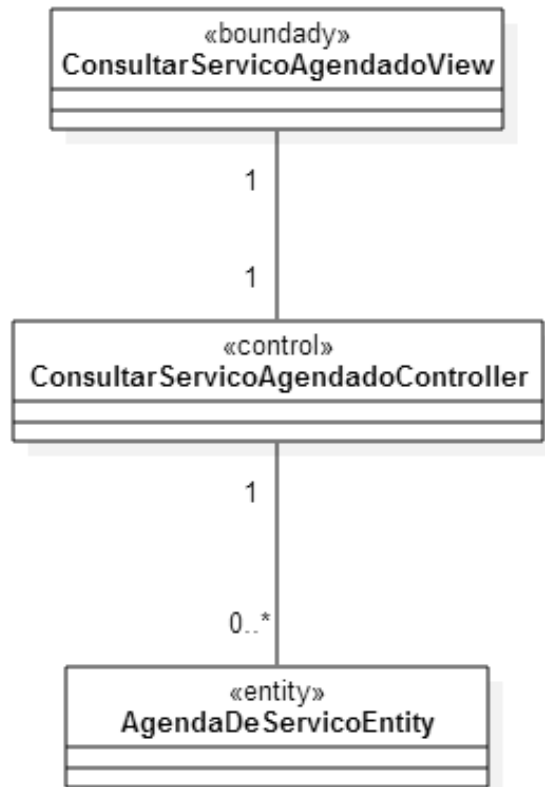 «boundady»
ConsultarServicoAgendadoView
1
1
«control»
ConsultarServicoAgendadoController
1
0..*
«entity»
AgendaDeServicoEntity